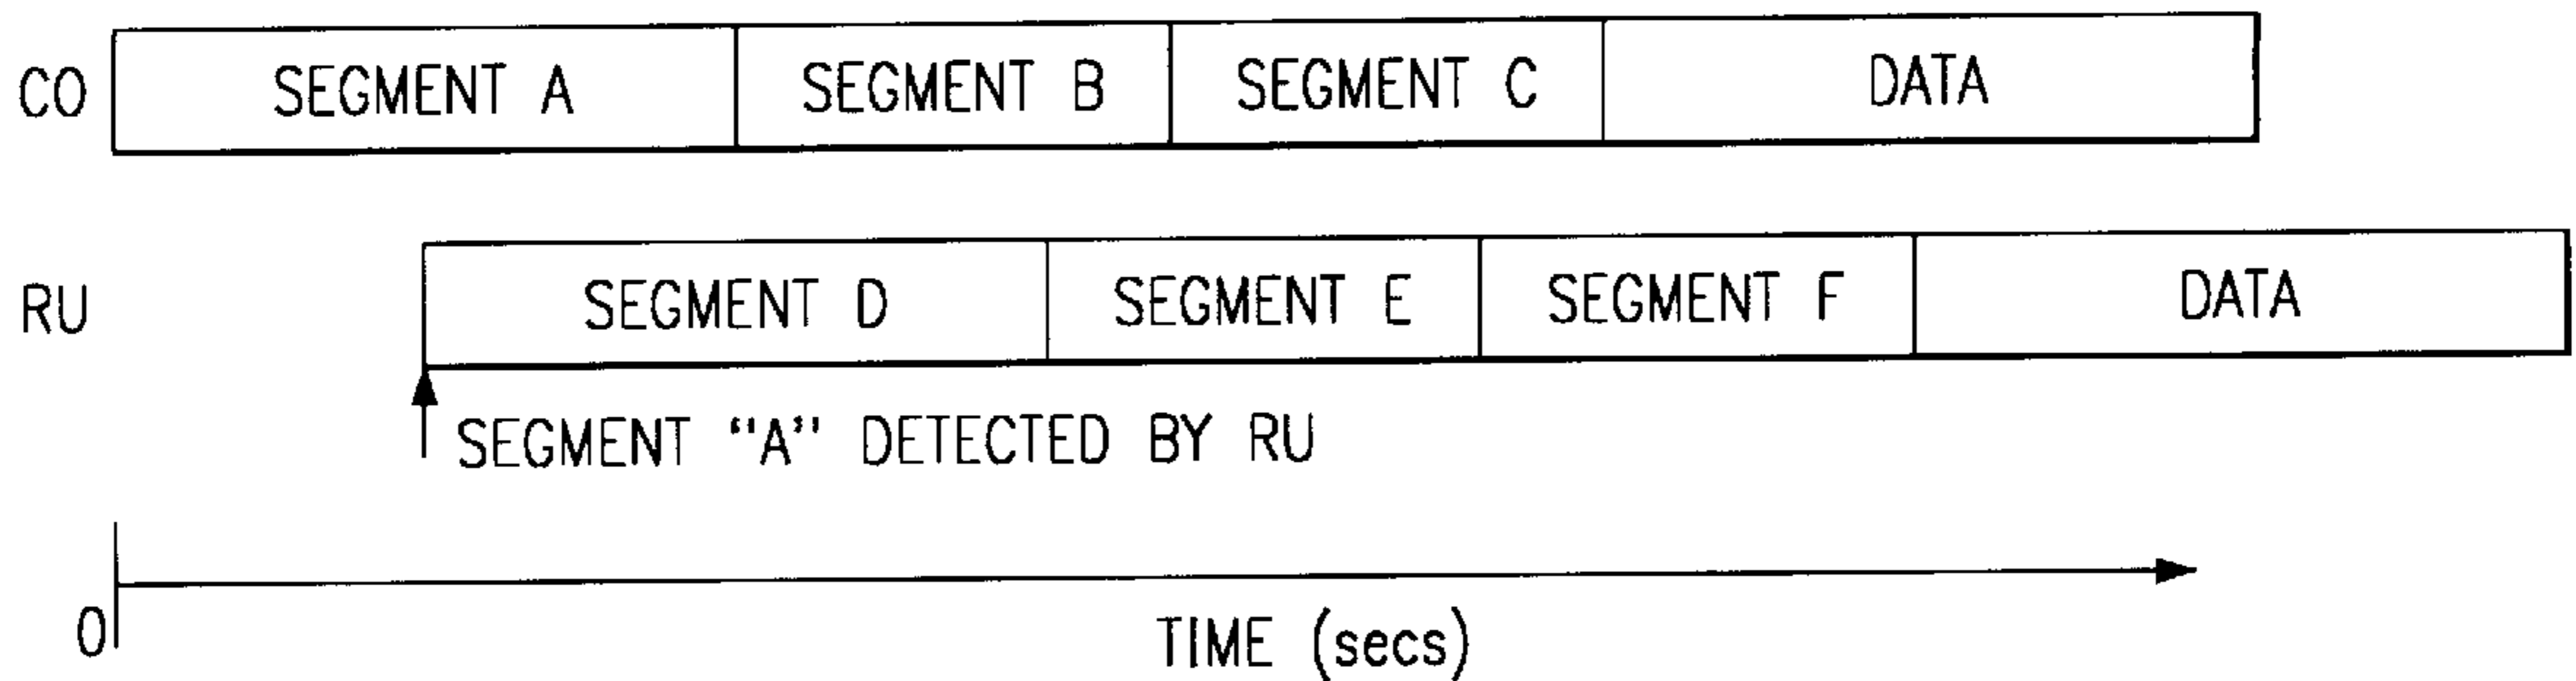 CO SEGMENT A SEGMENT B SEGMENT C DATA
RU SEGMENT D SEGMENT E SEGMENT F DATA
SEGMENT "A" DETECTED BY RU
0
TIME (secs)